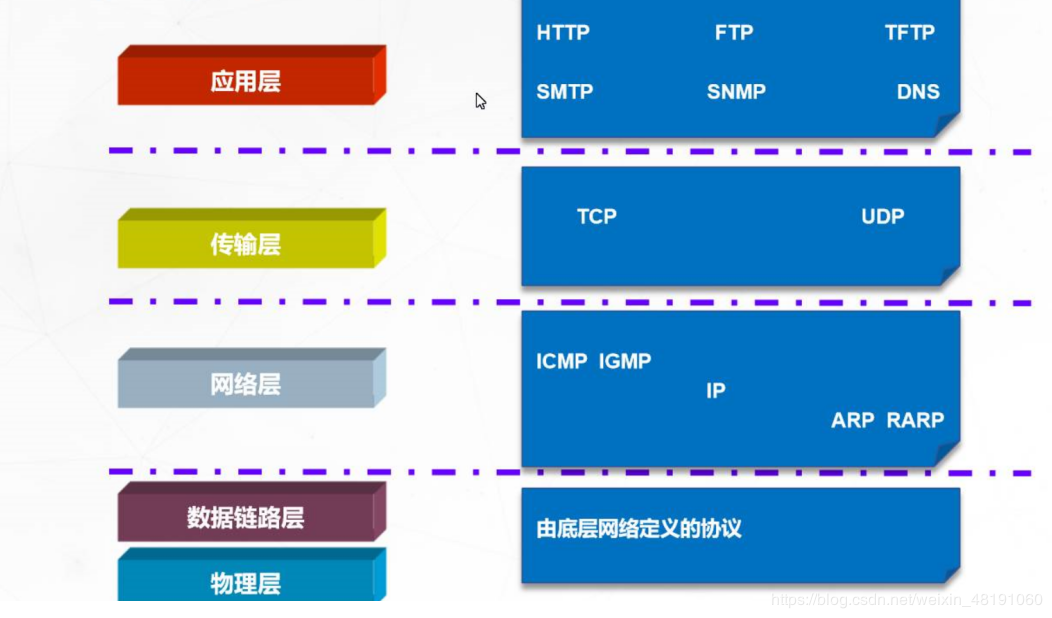 HTTP FTP TFTP
应用层
SMTP SNMP DNS
TCP UDP
传输层
ICMP IGMP
网络层
IP
ARP RARP
数据链路层
由底层网络定义的协议
物理层
https://blog.csdn.net/weixin_48191060